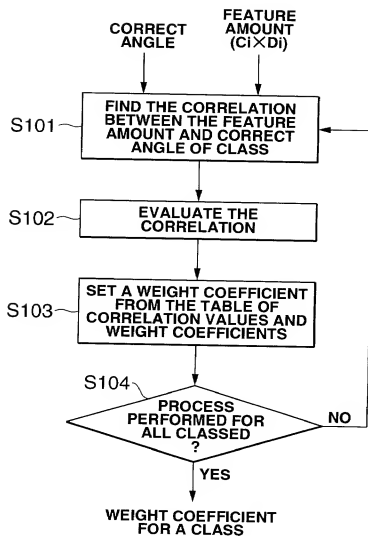 CORRECT
ANGLE
FEATURE
AMOUNT
(Ci×Di)
S101
FIND THE CORRELATION
BETWEEN THE FEATURE
AMOUNT AND CORRECT
ANGLE OF CLASS
S102
EVALUATE THE
CORRELATION
S103
SET A WEIGHT COEFFICIENT
FROM THE TABLE OF
CORRELATION VALUES AND
WEIGHT COEFFICIENTS
S104
PROCESS
PERFORMED FOR
ALL CLASSED
?
NO
YES
WEIGHT COEFFICIENT
FOR A CLASS